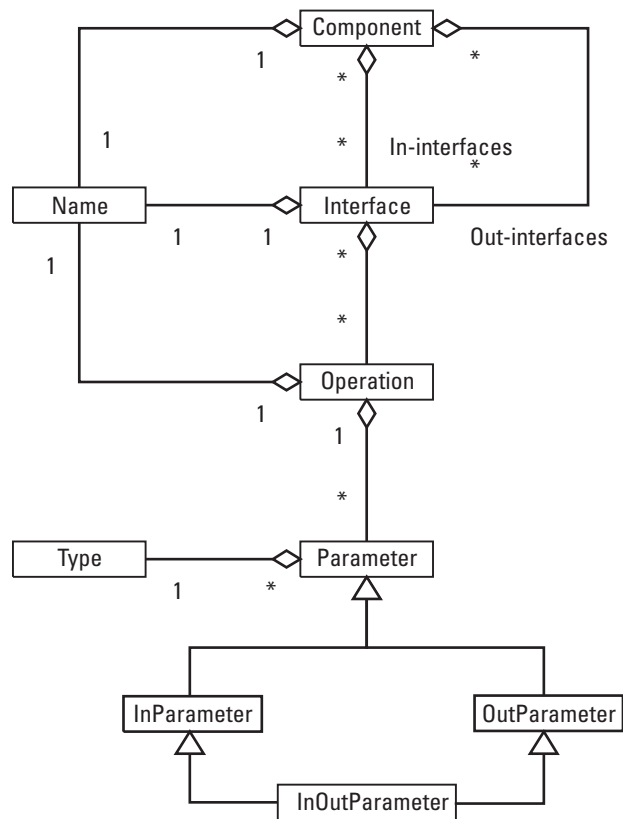 Component
1
*
*
1
*
In-interfaces
*
Name
Interface
1
1
1
*
Out-interfaces
*
Operation
1
1
*
Type
Parameter
1
*
InParameter
OutParameter
InOutParameter